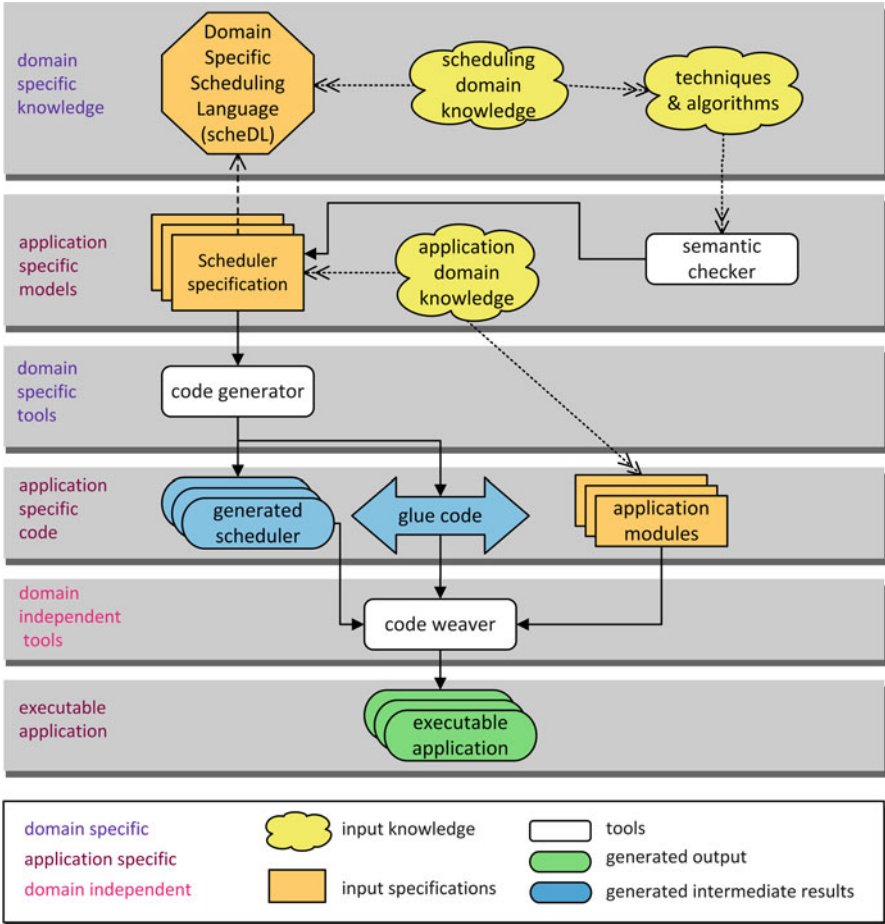 domain
specific
knowledge
Domain
Specific
Scheduling
Language
(scheDL)
scheduling
domain
knowledge
techniques
& algorithms
application
specific
models
Scheduler
specification
application
domain
knowledge
semantic
checker
domain
specific
tools
code generator
application
specific
code
generated
scheduler
glue code
application
modules
domain
independent
tools
code weaver
executable
application
executable
application
domain specific
application specific
domain independent
input knowledge
input specifications
tools
generated output
generated intermediate results